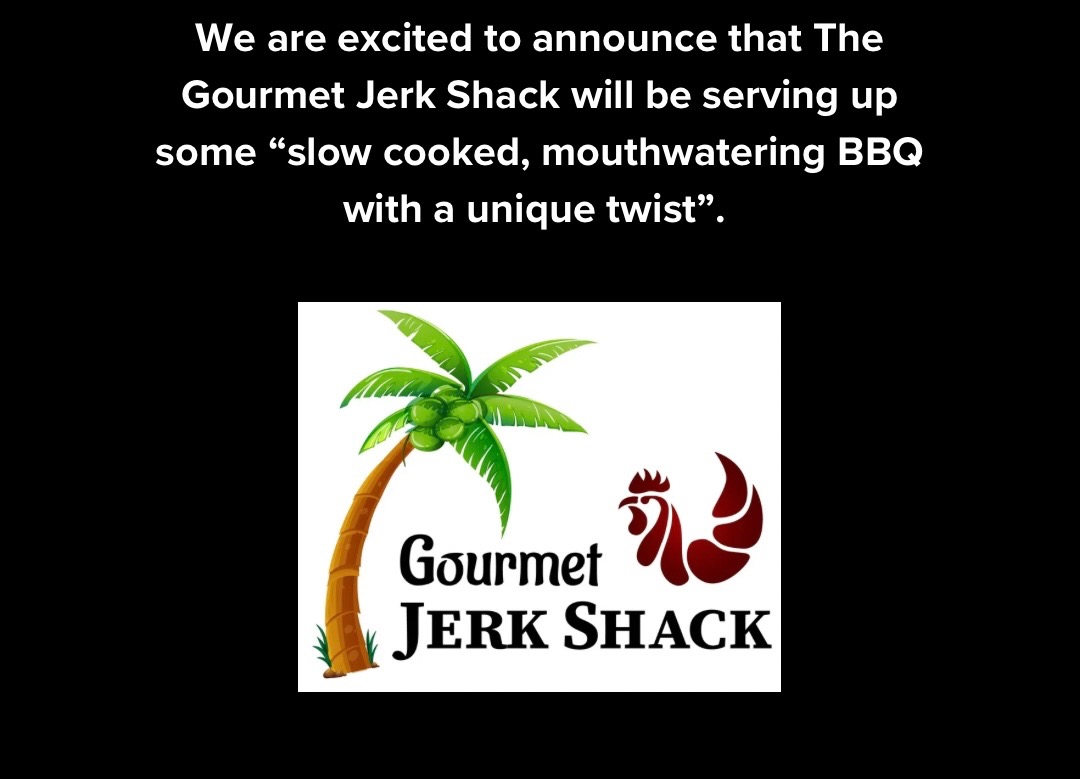 We are excited to announce that The
Gourmet Jerk Shack will be serving up
some “slow cooked, mouthwatering BBQ
with a unique twist”.
Gourmet
JERK SHACK